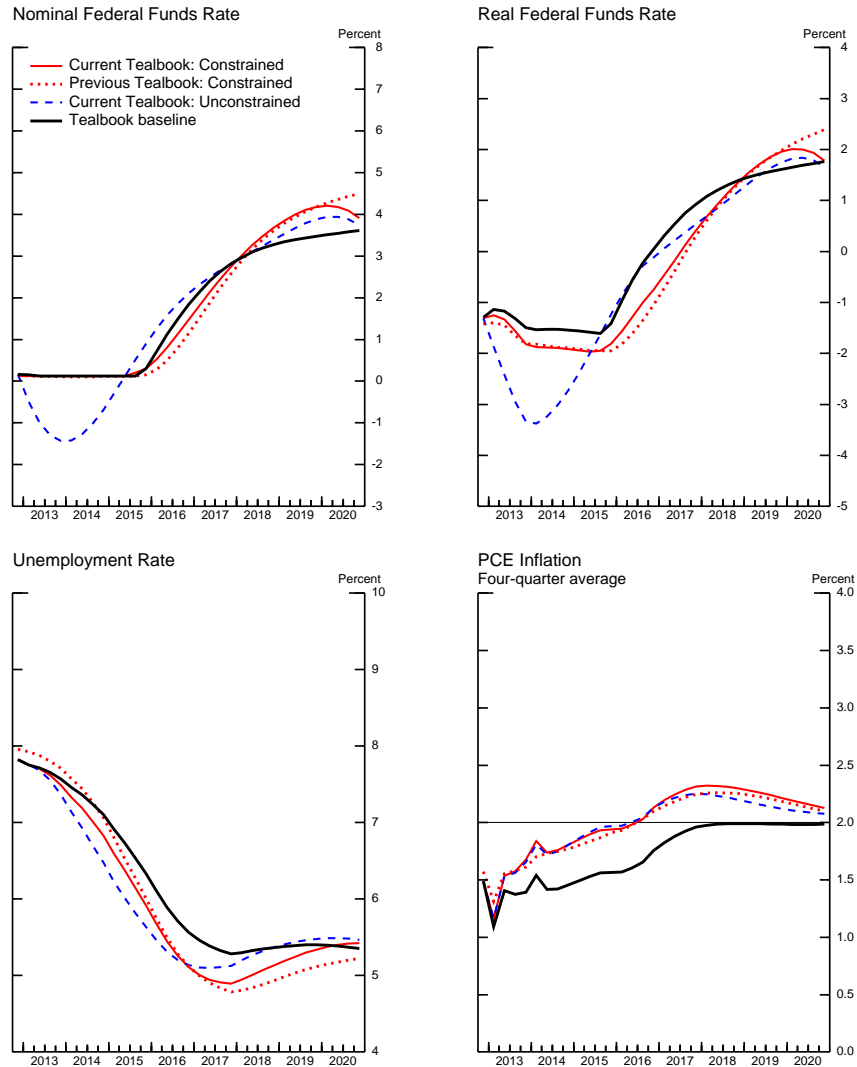 Nominal Federal Funds Rate
Percent
Current Tealbook: Constrained
Previous Tealbook: Constrained
Current Tealbook: Unconstrained
Tealbook baseline
8
7
6
5
4
3
2
1
0
-1
-2
-3
2013 2014 2015 2016 2017 2018 2019 2020
Real Federal Funds Rate
Percent
4
3
2
1
0
-1
-2
-3
-4
-5
2013 2014 2015 2016 2017 2018 2019 2020
Unemployment Rate
Percent
10
9
8
7
6
5
4
2013 2014 2015 2016 2017 2018 2019 2020
PCE Inflation
Four-quarter average
Percent
4.0
3.5
3.0
2.5
2.0
1.5
1.0
0.5
0.0
2013 2014 2015 2016 2017 2018 2019 2020